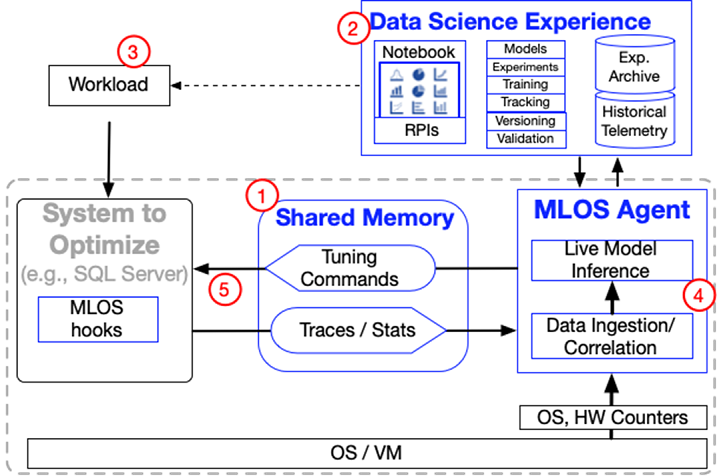 Data Science Experience
2
3
Workload
Notebook
RPIs
Models
Experiments
Training
Tracking
Versioning
Validation
Exp.
Archive
Historical
Telemetry
1
System to
Optimize
(e.g., SQL Server)
MLOS
hooks
Shared Memory
Tuning
Commands
5
Traces / Stats
MLOS Agent
Live Model
Inference
4
Data Ingestion/
Correlation
OS, HW Counters
OS / VM